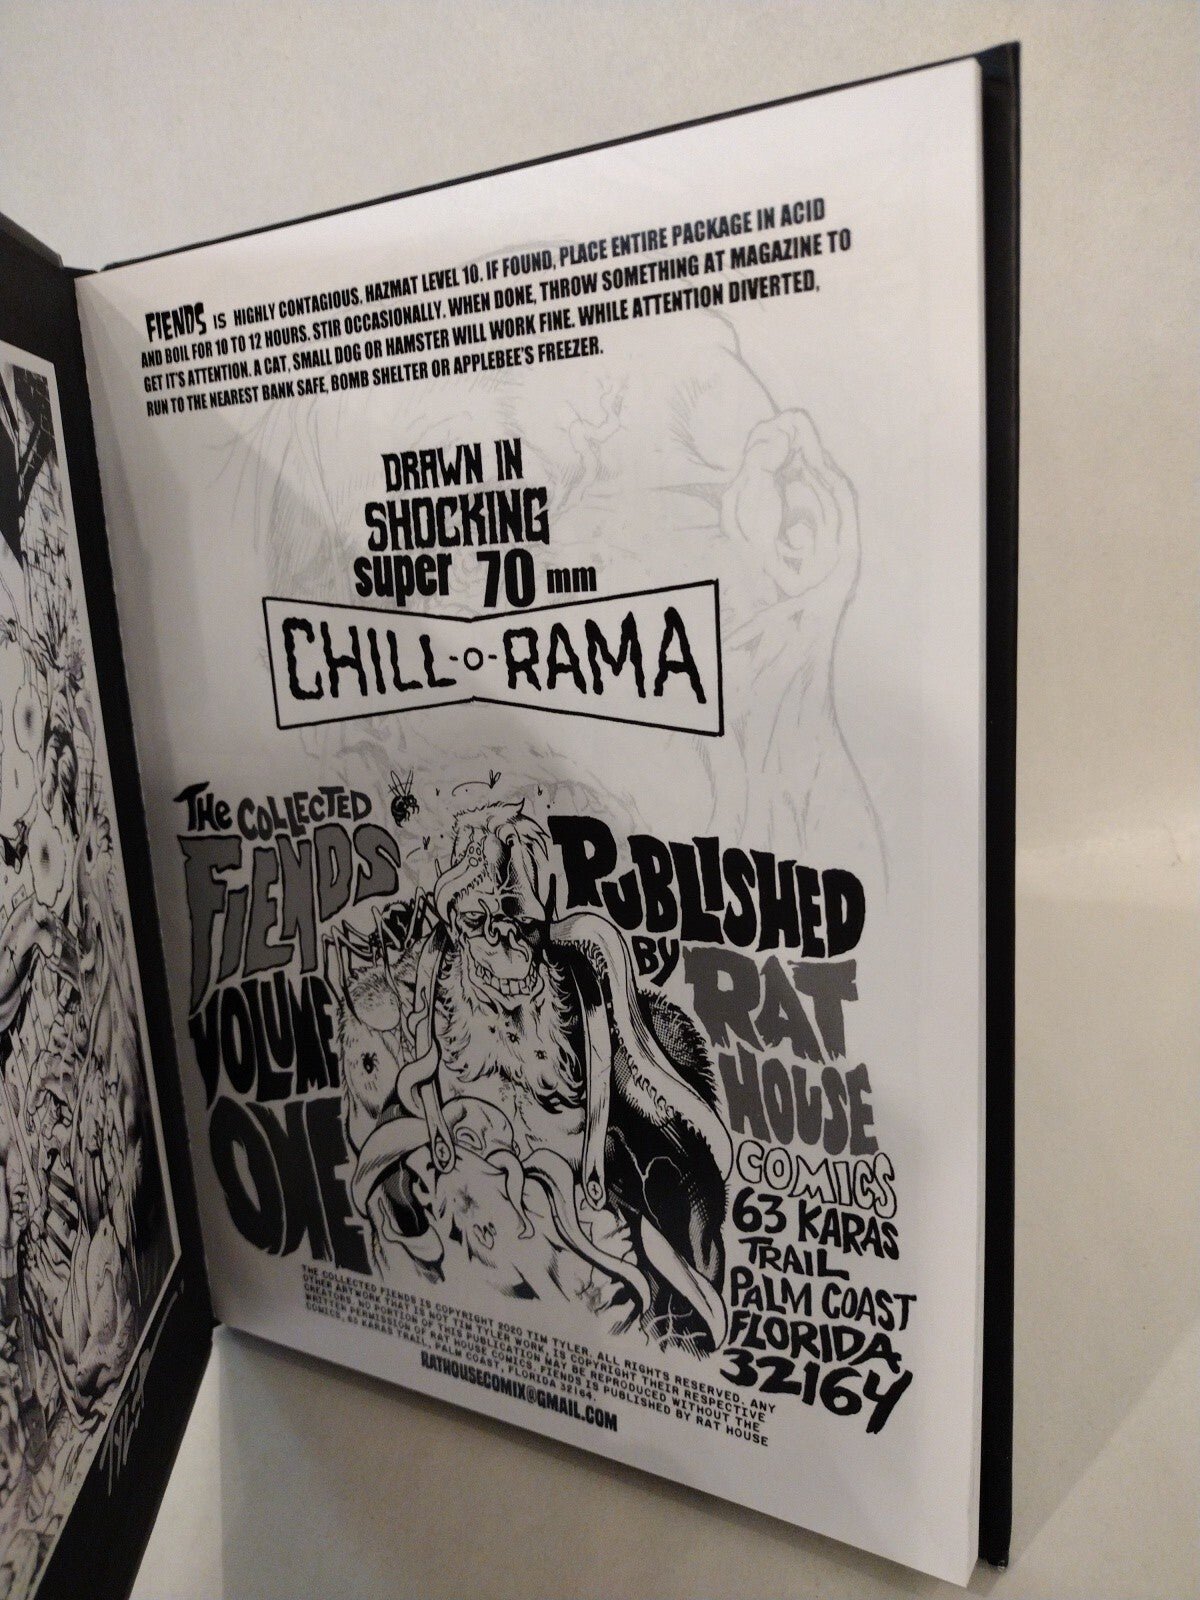 FIENDS IS HIGHLY CONTAGIOUS, HAZMAT LEVEL 10. IF FOUND, PLACE ENTIRE PACKAGE IN ACID
AND BOIL FOR 10 TO 12 HOURS. STIR OCCASIONALLY. WHEN DONE, THROW SOMETHING AT MAGAZINE TO
GET IT'S ATTENTION. A CAT, SMALL DOG OR HAMSTER WILL WORK FINE. WHILE ATTENTION DIVERTED,
RUN TO THE NEAREST BANK SAFE, BOMB SHELTER OR APPLEBEE'S FREEZER.
DRAWN IN
SHOCKING
super 70 mm
CHILL-O-RAMA
THE COLLECTED
FIENDS
VOLUME
ONE
PUBLISHED
BY RAT
HOUSE
COMICS
63 KARAS
TRAIL
PALM COAST
FLORIDA
32164
THE COLLECTED FIENDS IS COPYRIGHT 2020 TIM TYLER. ALL RIGHTS RESERVED. ANY
OTHER ARTWORK THAT IS NOT TIM TYLER WORK, IS COPYRIGHT THEIR RESPECTIVE
CREATORS. NO PORTION OF THIS PUBLICATION MAY BE REPRODUCED WITHOUT THE
WRITTEN PERMISSION OF RAT HOUSE COMICS. FIENDS IS PUBLISHED BY RAT HOUSE
COMICS, 63 KARAS TRAIL, PALM COAST, FLORIDA 32164.
RATHOUSECOMIX@GMAIL.COM